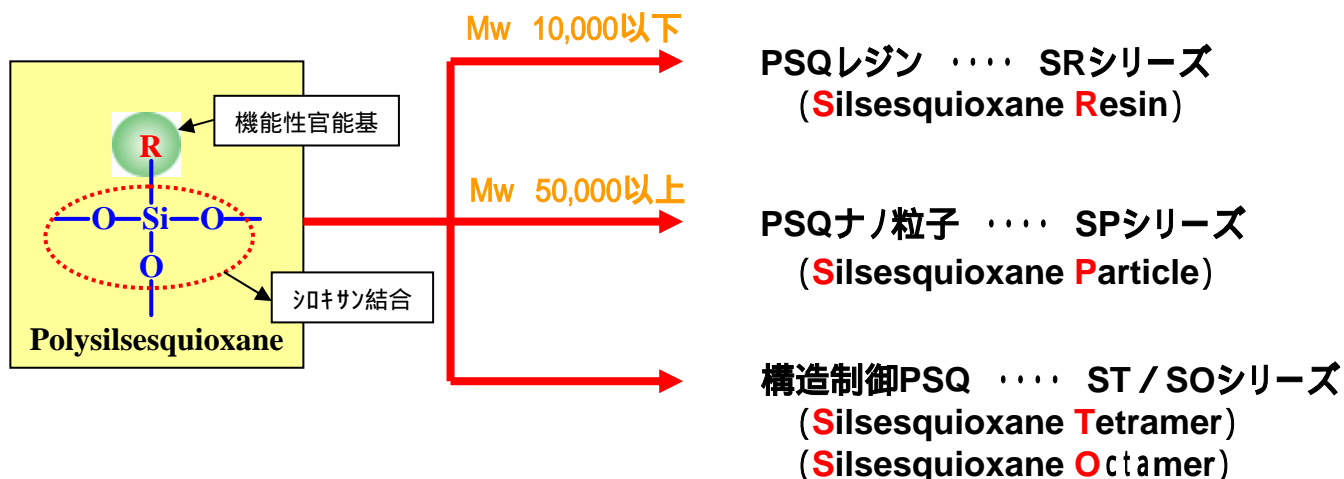 機能性官能基
R
O Si O
O
シロキサン結合
Polysilsesquioxane
Mw 10,000以下
PSQレジン ‥‥ SRシリーズ
(Silsesquioxane Resin)
Mw 50,000以上
PSQナノ粒子 ‥‥ SPシリーズ
(Silsesquioxane Particle)
構造制御PSQ ‥‥ ST/SOシリーズ
(Silsesquioxane Tetramer)
(Silsesquioxane Octamer)